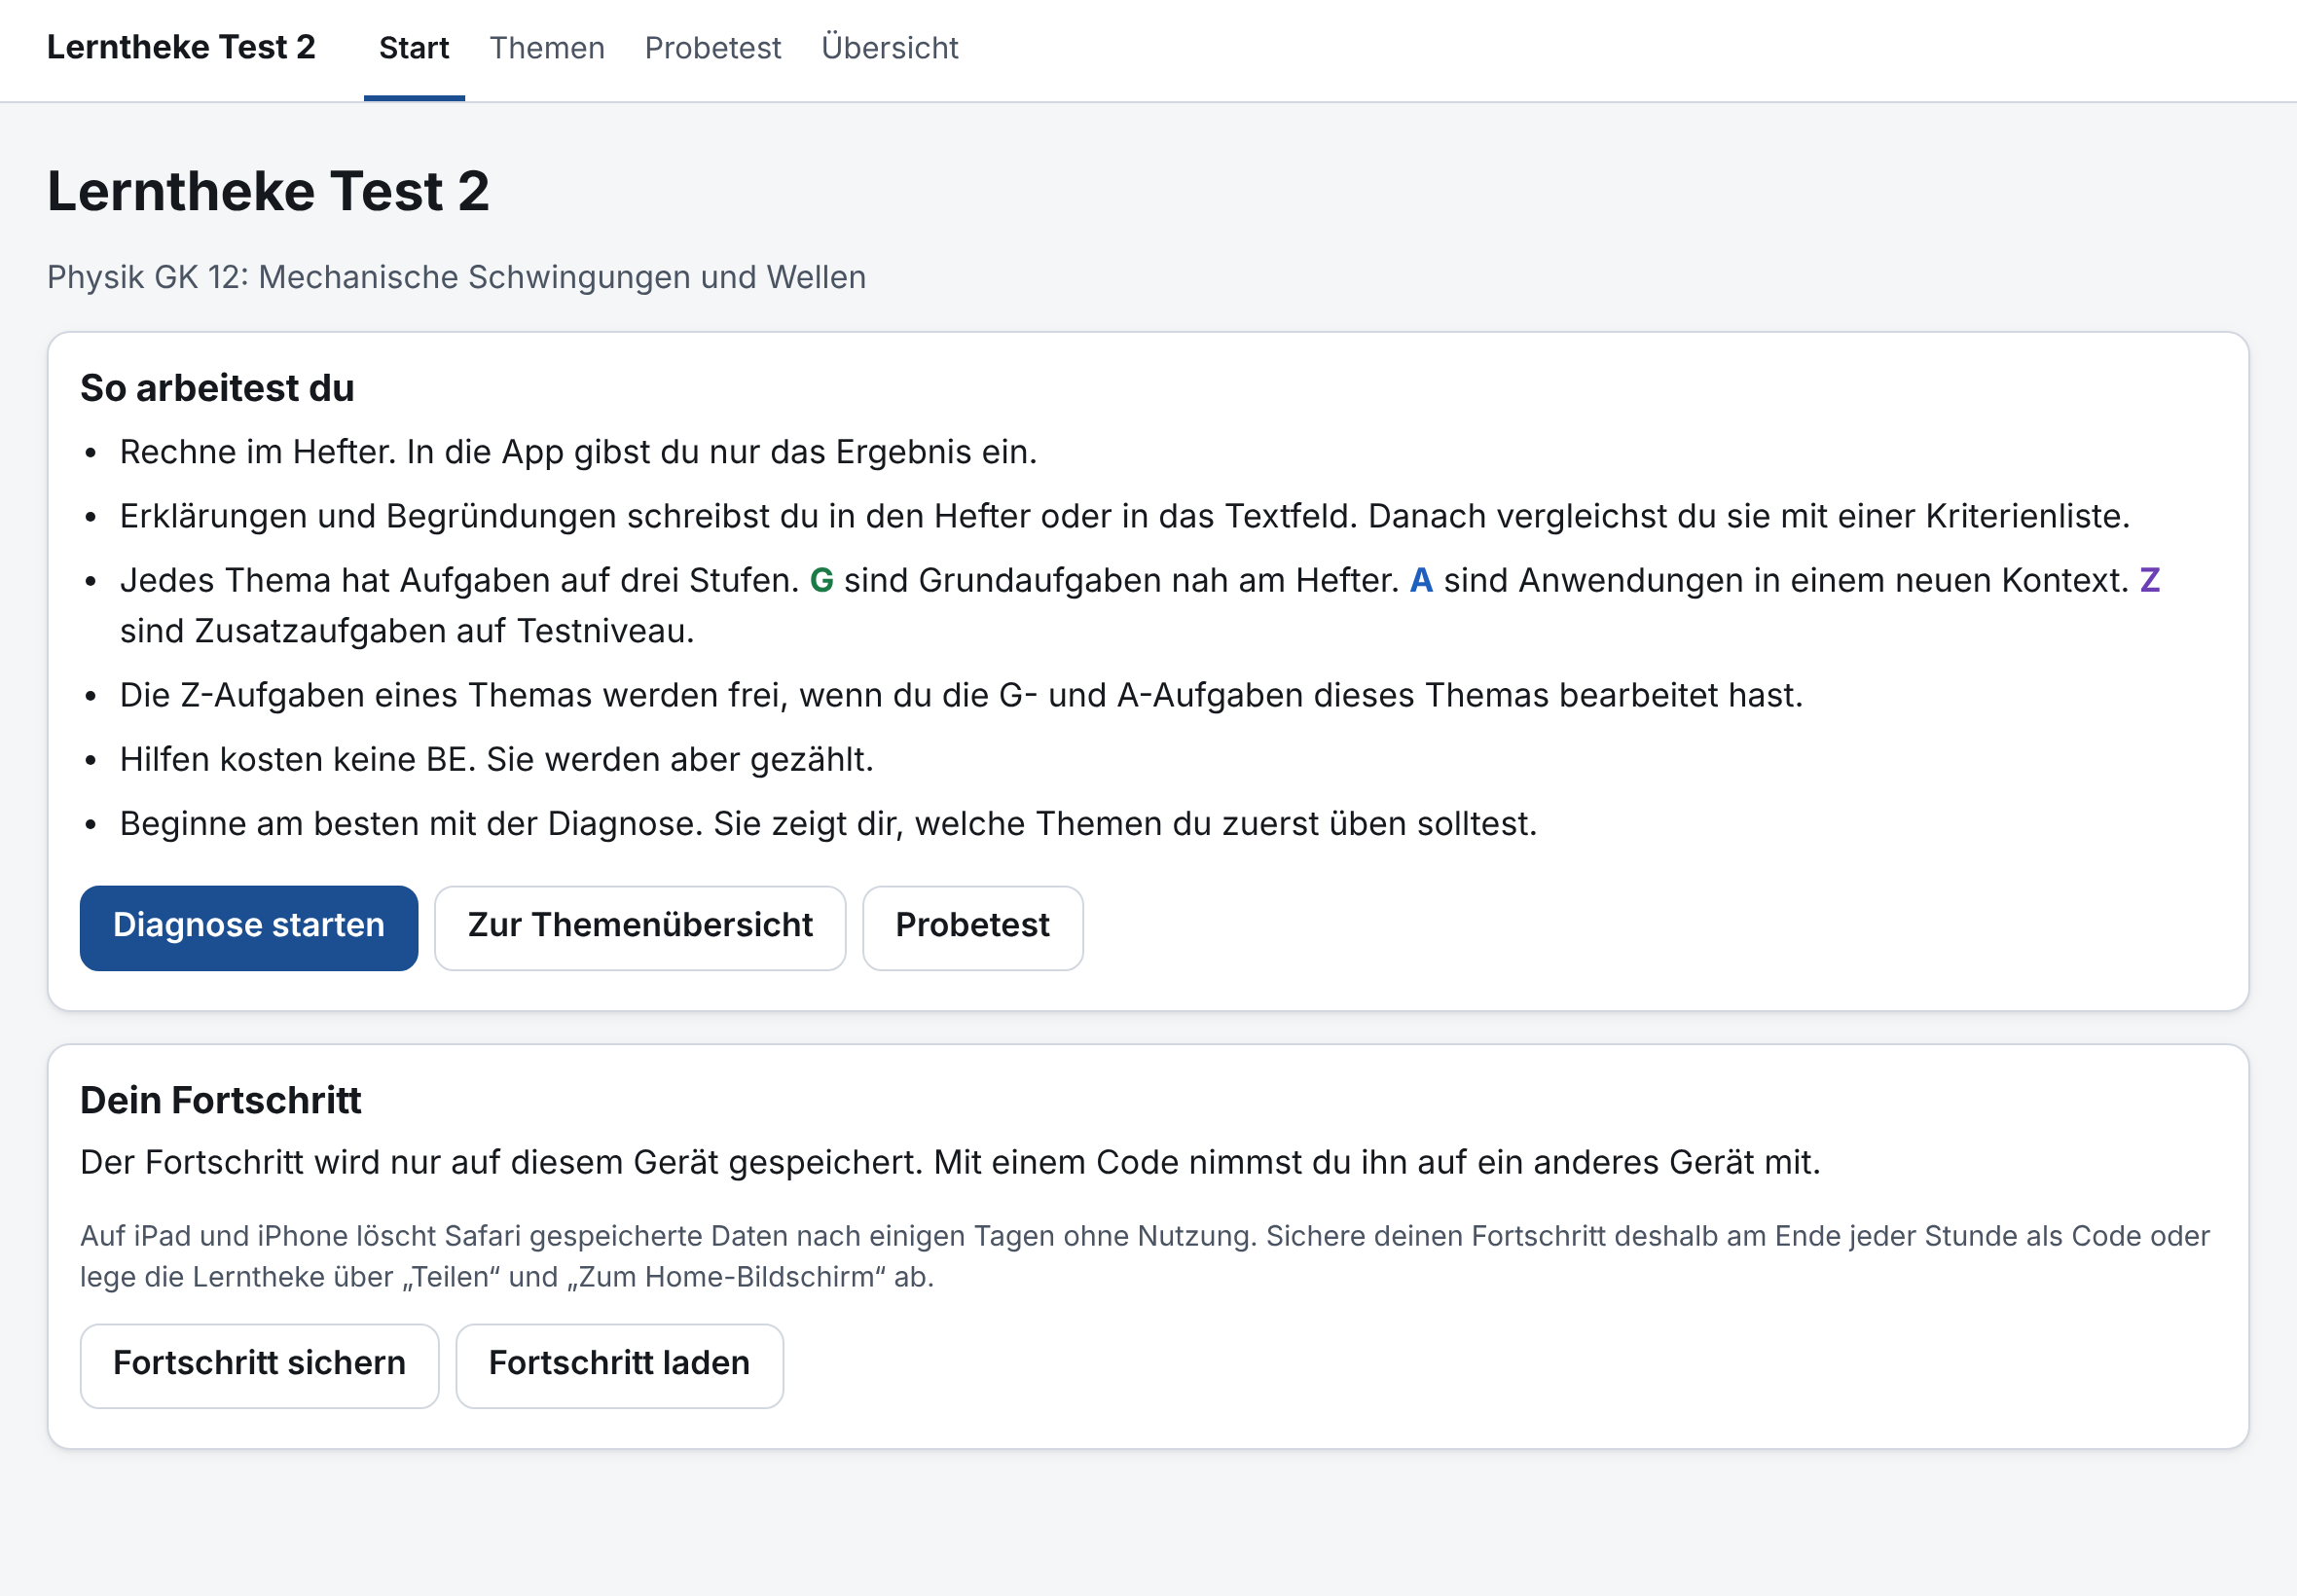 Lerntheke Test 2 Start Themen Probetest Übersicht
Lerntheke Test 2
Physik GK 12: Mechanische Schwingungen und Wellen
So arbeitest du
• Rechne im Hefter. In die App gibst du nur das Ergebnis ein.
• Erklärungen und Begründungen schreibst du in den Hefter oder in das Textfeld. Danach vergleichst du sie mit einer Kriterienliste.
• Jedes Thema hat Aufgaben auf drei Stufen. G sind Grundaufgaben nah am Hefter. A sind Anwendungen in einem neuen Kontext. Z
sind Zusatzaufgaben auf Testniveau.
• Die Z-Aufgaben eines Themas werden frei, wenn du die G- und A-Aufgaben dieses Themas bearbeitet hast.
• Hilfen kosten keine BE. Sie werden aber gezählt.
• Beginne am besten mit der Diagnose. Sie zeigt dir, welche Themen du zuerst üben solltest.
Diagnose starten Zur Themenübersicht Probetest
Dein Fortschritt
Der Fortschritt wird nur auf diesem Gerät gespeichert. Mit einem Code nimmst du ihn auf ein anderes Gerät mit.
Auf iPad und iPhone löscht Safari gespeicherte Daten nach einigen Tagen ohne Nutzung. Sichere deinen Fortschritt deshalb am Ende jeder Stunde als Code oder
lege die Lerntheke über „Teilen“ und „Zum Home-Bildschirm“ ab.
Fortschritt sichern Fortschritt laden